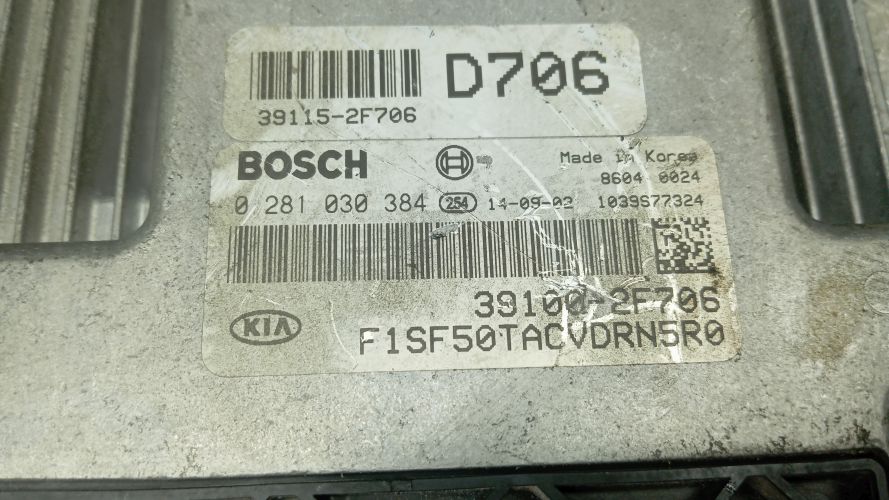 D706
39115-2F706
BOSCH
Made in Korea
8604 0024
0 281 030 384 254 14-09-02 1039S77324
39100-2F706
KIA
F1SF50TACVDRN5R0